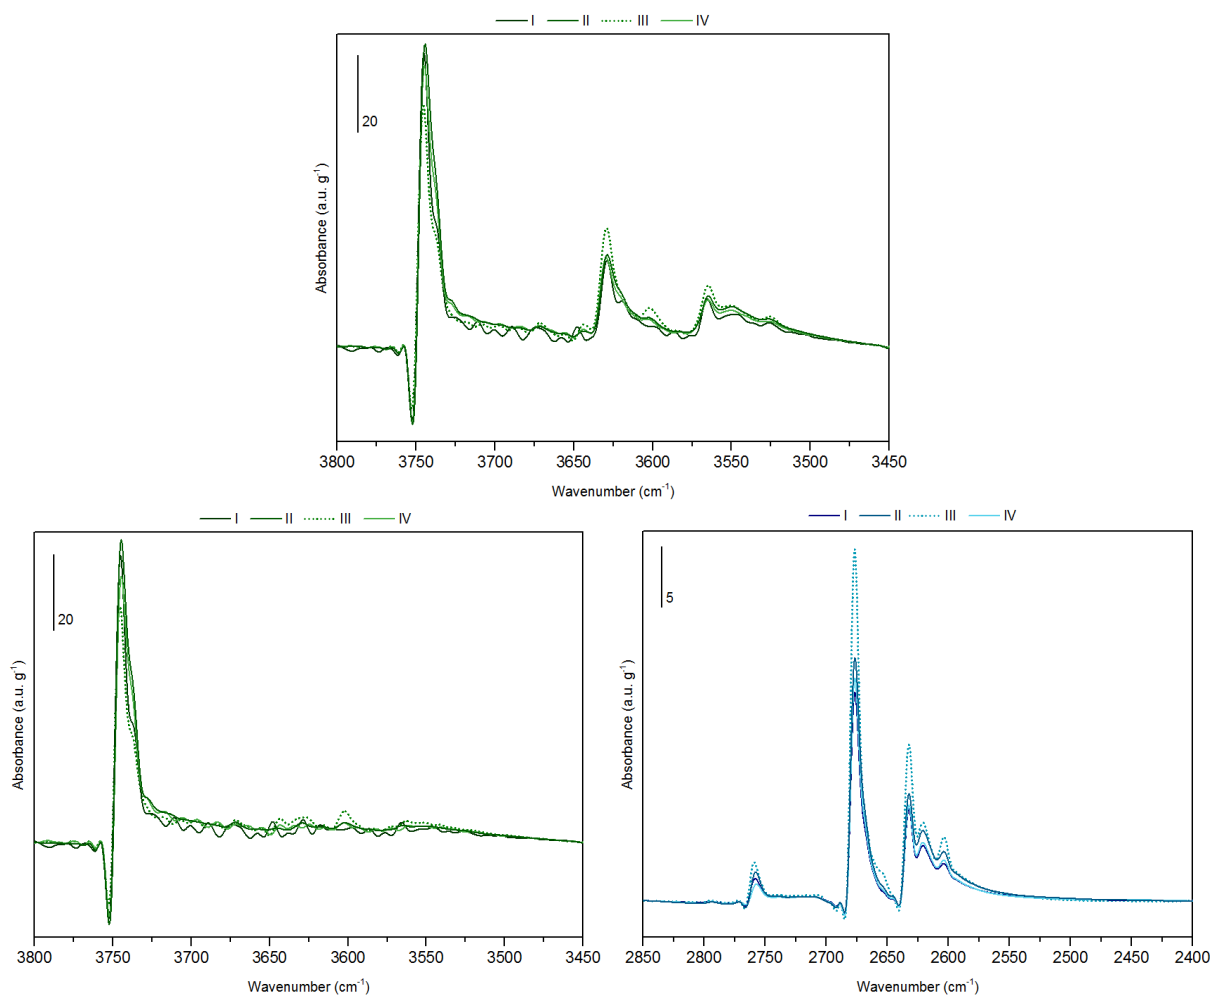 I II III IV
20
Absorbance (a.u. g⁻¹)
3800 3750 3700 3650 3600 3550 3500 3450
Wavenumber (cm⁻¹)
I II III IV
20
Absorbance (a.u. g⁻¹)
3800 3750 3700 3650 3600 3550 3500 3450
Wavenumber (cm⁻¹)
I II III IV
5
Absorbance (a.u. g⁻¹)
2850 2800 2750 2700 2650 2600 2550 2500 2450 2400
Wavenumber (cm⁻¹)